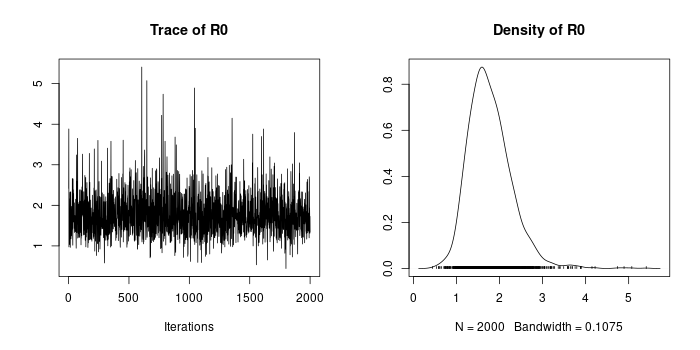 Trace of R0
5
4
3
2
1
0 500 1000 1500 2000
Iterations
Density of R0
0.8
0.6
0.4
0.2
0.0
0 1 2 3 4 5
N = 2000 Bandwidth = 0.1075